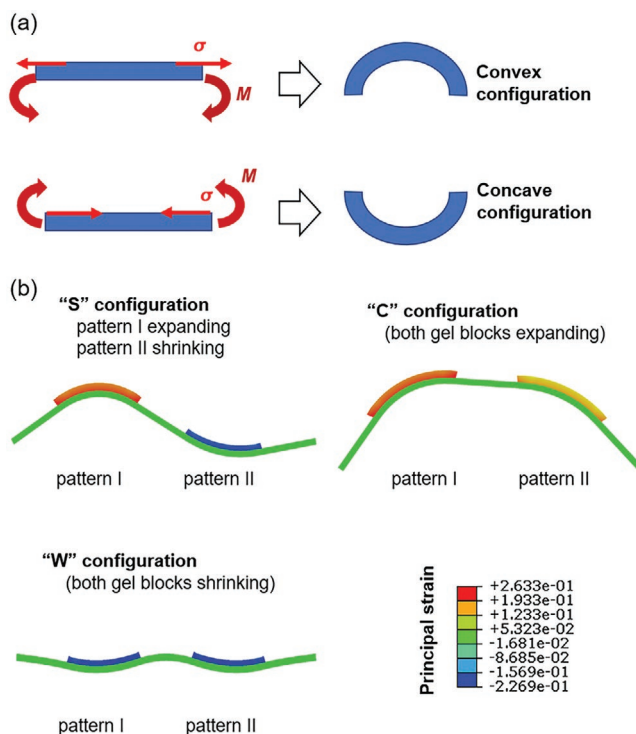 (a)
σ
M
Convex
configuration
M
σ
Concave
configuration
(b)
“S” configuration
pattern I expanding
pattern II shrinking
“C” configuration
(both gel blocks expanding)
pattern I
pattern II
pattern I
pattern II
“W” configuration
(both gel blocks shrinking)
pattern I
pattern II
Principal strain
+2.633e-01
+1.933e-01
+1.233e-01
+5.323e-02
-1.681e-02
-8.685e-02
-1.569e-01
-2.269e-01